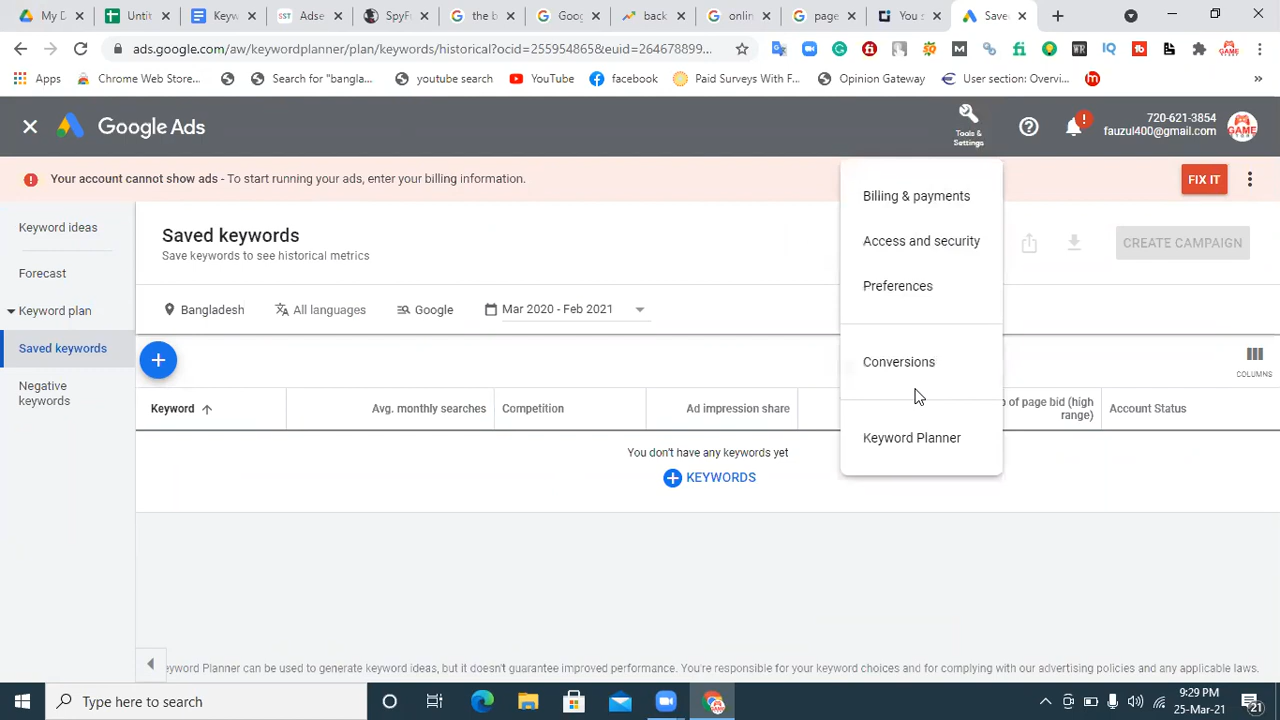 My D
Untit
Keyw
SST
Adse
SpyF
the b
Goog
back
onlin
page
You s
Save
ads.google.com/aw/keywordplanner/plan/keywords/historical?ocid=255954865&euid=264678899...
Apps
Chrome Web Store...
Search for "bangla...
youtube search
YouTube
facebook
Paid Surveys With F...
Opinion Gateway
User section: Overvi...
Google Ads
Tools &
Settings
720-621-3854
fauzul400@gmail.com
Your account cannot show ads - To start running your ads, enter your billing information.
FIX IT
Billing & payments
Access and security
Preferences
Conversions
Keyword Planner
Keyword ideas
Forecast
Keyword plan
Saved keywords
Negative
keywords
Saved keywords
Save keywords to see historical metrics
CREATE CAMPAIGN
Bangladesh
All languages
Google
Mar 2020 - Feb 2021
COLUMNS
Keyword
Avg. monthly searches
Competition
Ad impression share
of page bid (high
range)
Account Status
You don't have any keywords yet
KEYWORDS
eyword Planner can be used to generate keyword ideas, but it doesn't guarantee improved performance. You're responsible for your keyword choices and for complying with our advertising policies and any applicable laws.
Type here to search
9:29 PM
25-Mar-21
21